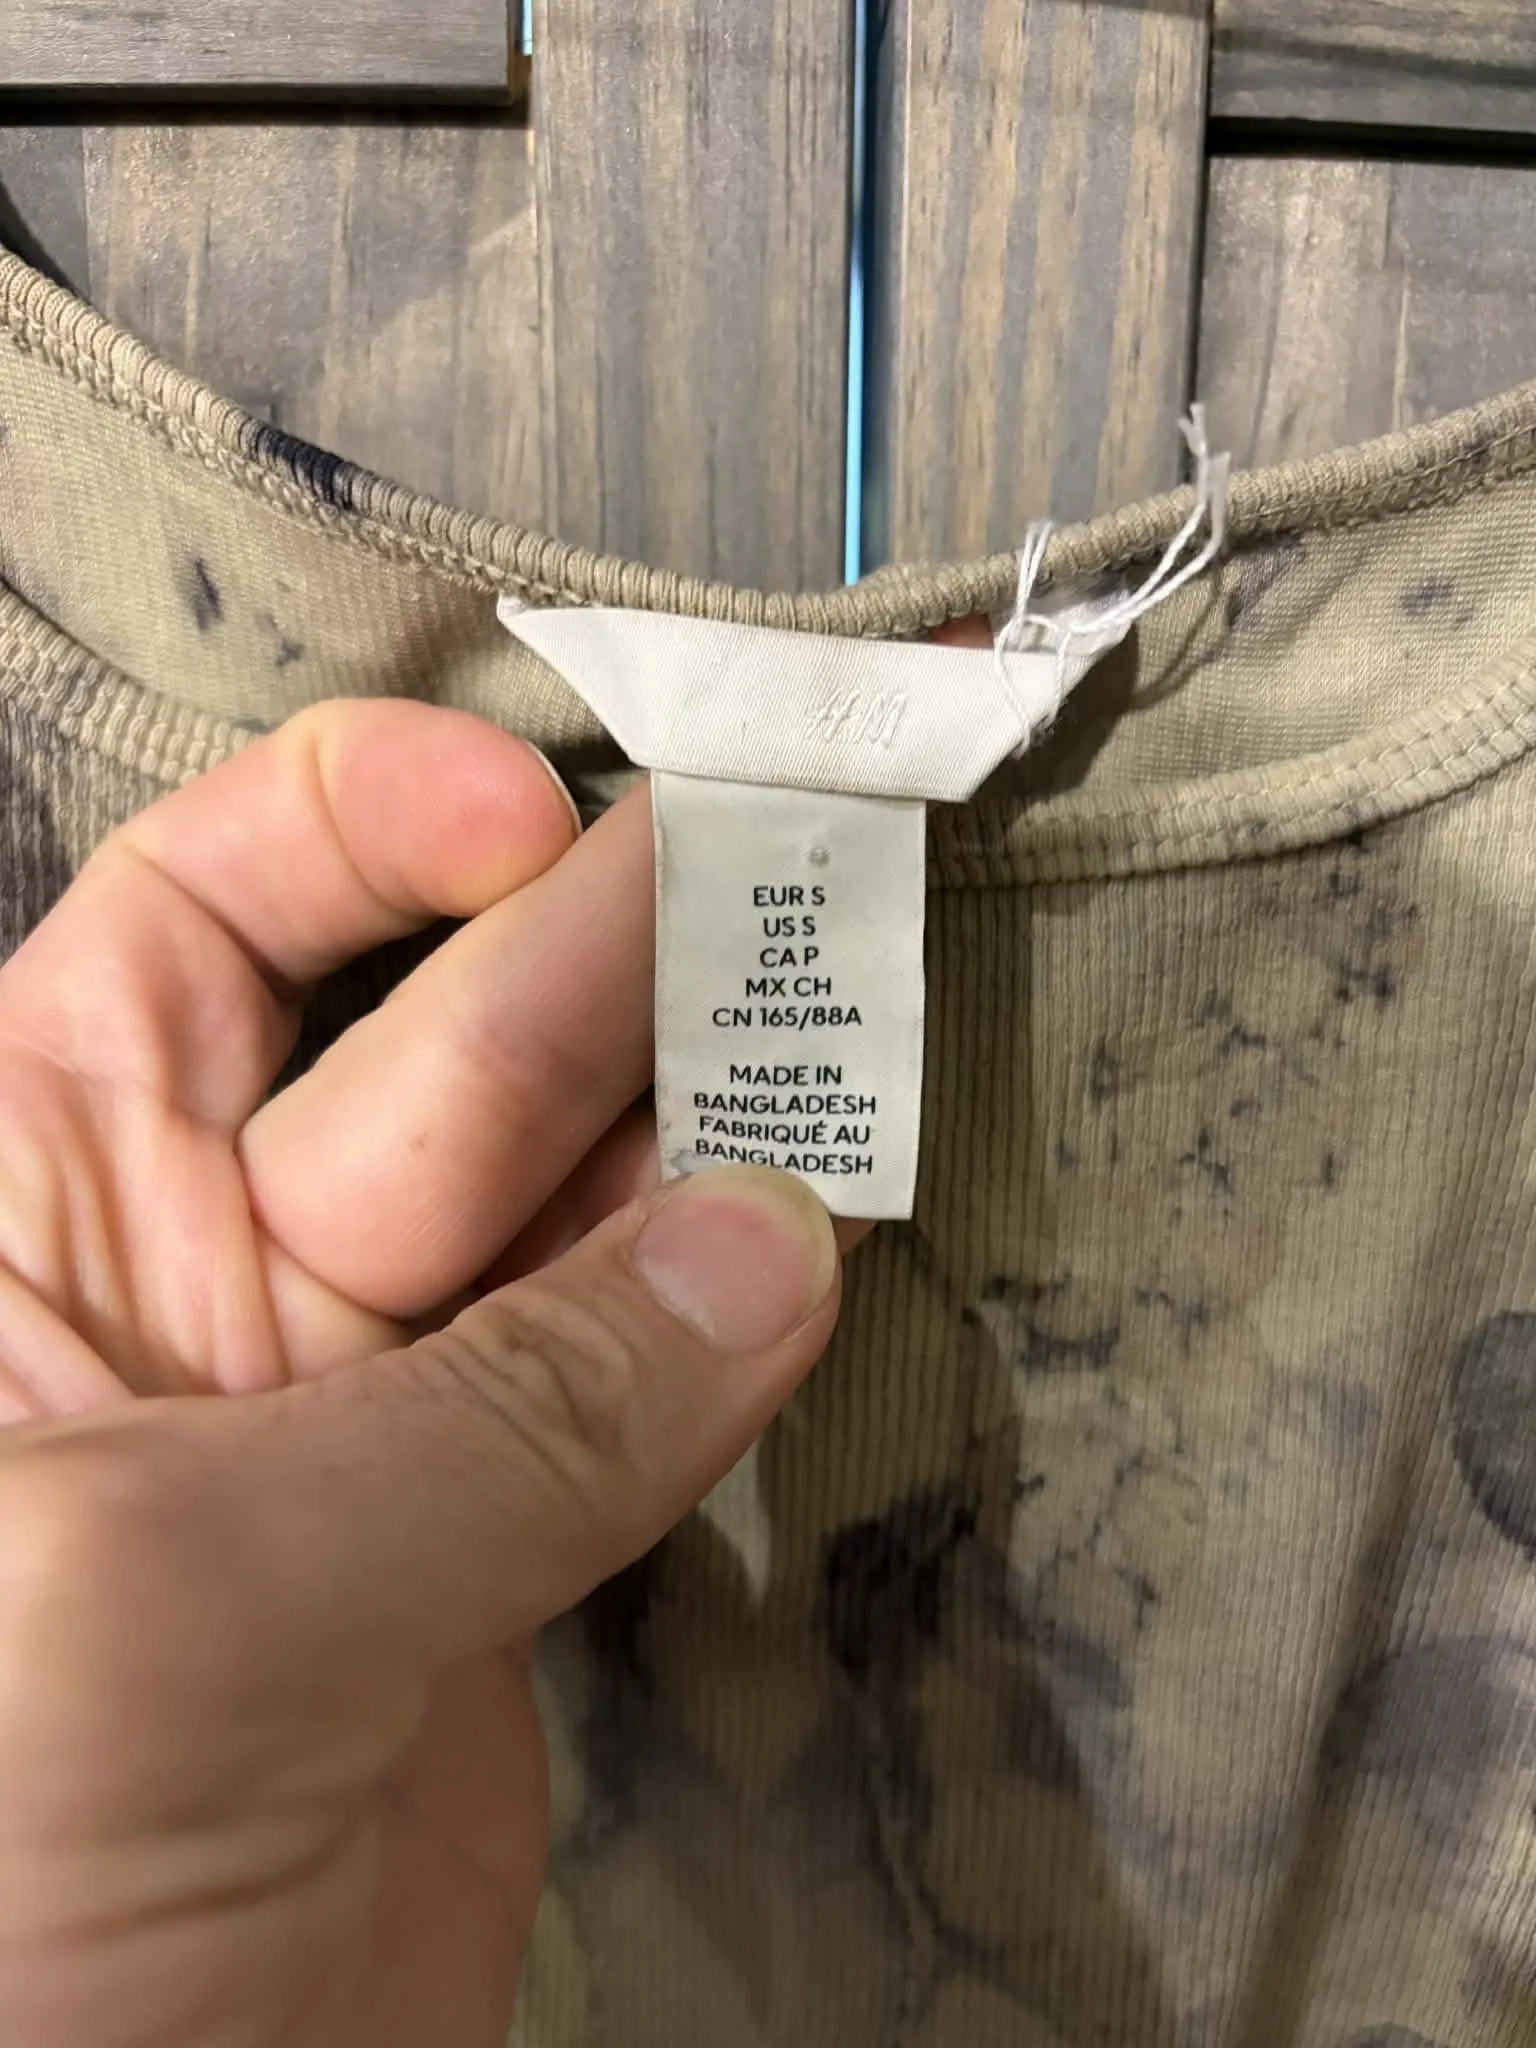 H&M
EUR S
US S
CA P
MX CH
CN 165/88A
MADE IN
BANGLADESH
FABRIQUÉ AU
BANGLADESH